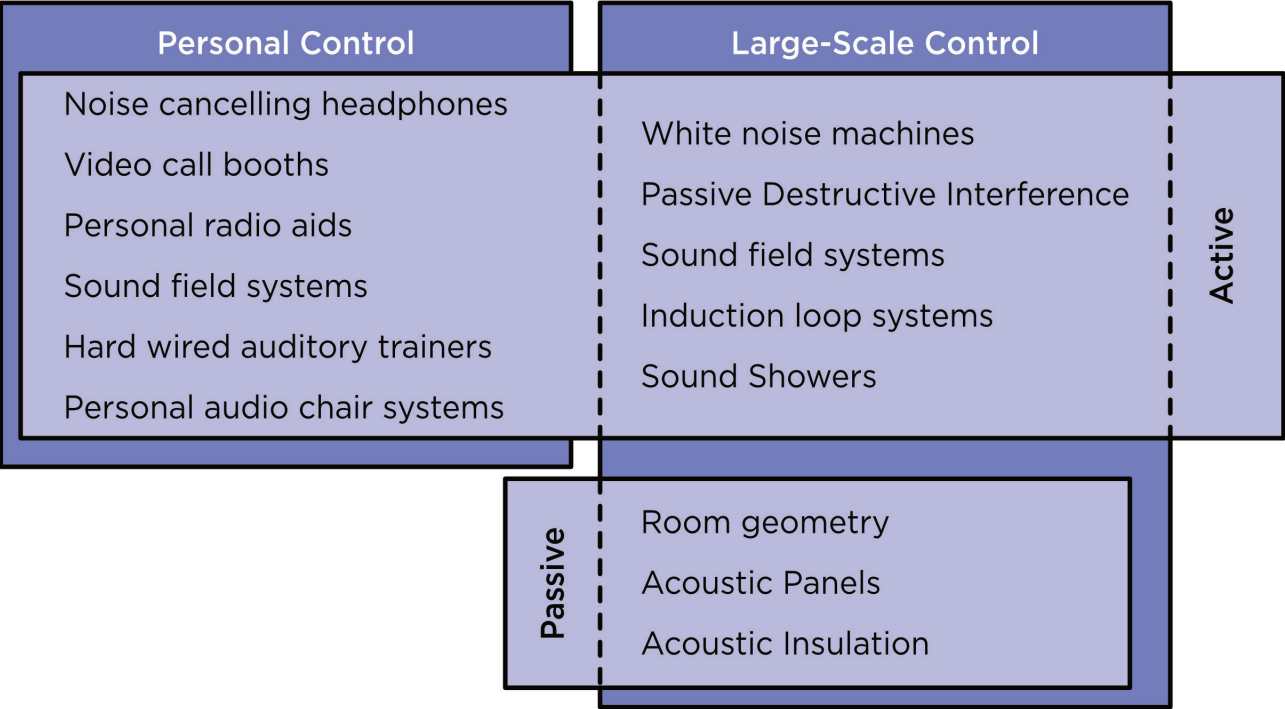 Personal Control
Noise cancelling headphones
Video call booths
Personal radio aids
Sound field systems
Hard wired auditory trainers
Personal audio chair systems
Large-Scale Control
White noise machines
Passive Destructive Interference
Sound field systems
Induction loop systems
Sound Showers
Active
Passive
Room geometry
Acoustic Panels
Acoustic Insulation